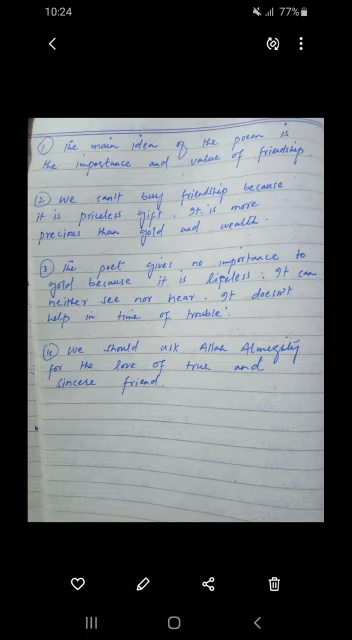 10:24
77%
① The main idea of the poem is
the importance and value of friendship.
② We can't buy friendship because
it is priceless gift. It is more
precious than gold and wealth.
③ The poet gives no importance to
gold because it is lifeless. It can
neither see nor hear. It doesn't
help in time of trouble.
④ We should ask Allah Almighty
for the love of true and
sincere friend.